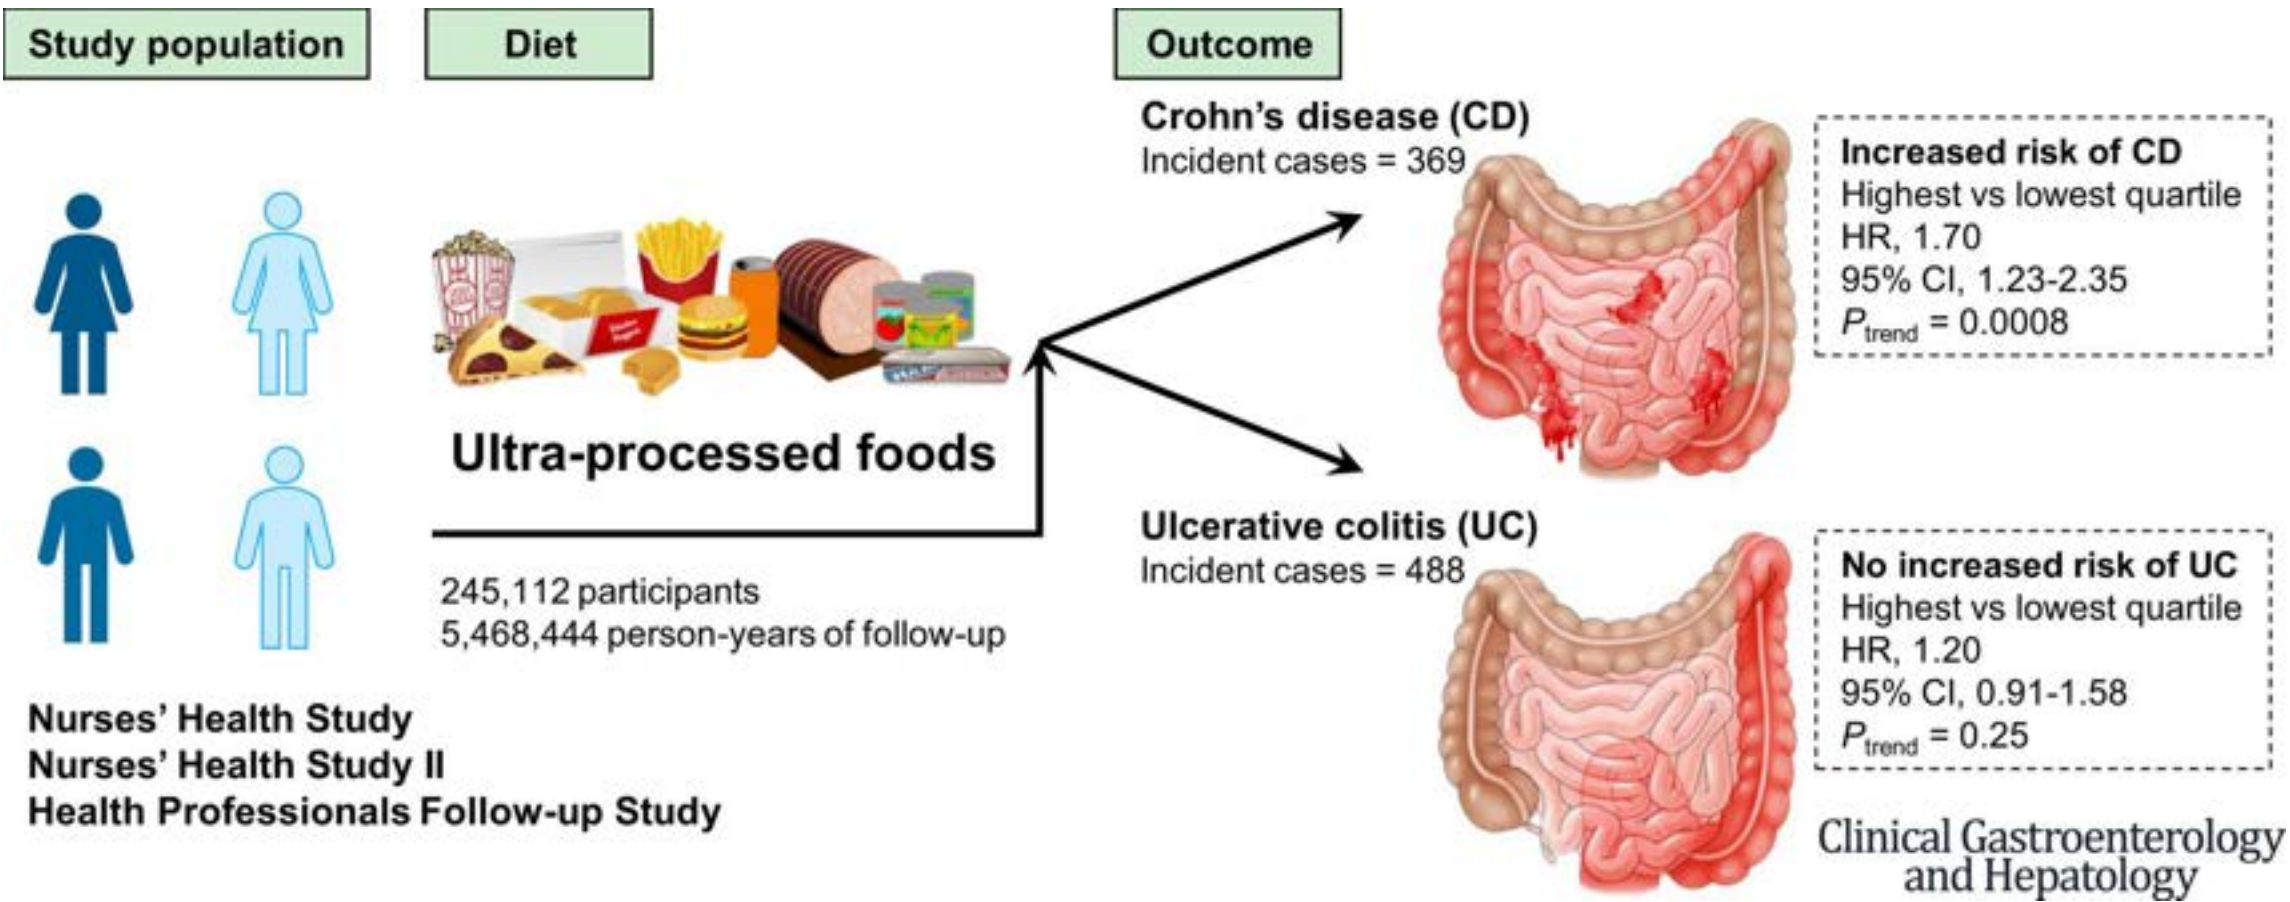 Study population
Diet
Outcome
Crohn's disease (CD)
Incident cases = 369
Increased risk of CD
Highest vs lowest quartile
HR, 1.70
95% CI, 1.23-2.35
Ptrend = 0.0008
Ultra-processed foods
245,112 participants
5,468,444 person-years of follow-up
Ulcerative colitis (UC)
Incident cases = 488
No increased risk of UC
Highest vs lowest quartile
HR, 1.20
95% CI, 0.91-1.58
Ptrend = 0.25
Nurses' Health Study
Nurses' Health Study II
Health Professionals Follow-up Study
Clinical Gastroenterology
and Hepatology